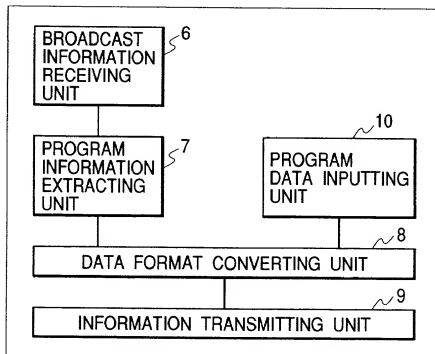 BROADCAST
INFORMATION
RECEIVING
UNIT
6
PROGRAM
INFORMATION
EXTRACTING
UNIT
7
PROGRAM
DATA INPUTTING
UNIT
10
DATA FORMAT CONVERTING UNIT
8
INFORMATION TRANSMITTING UNIT
9